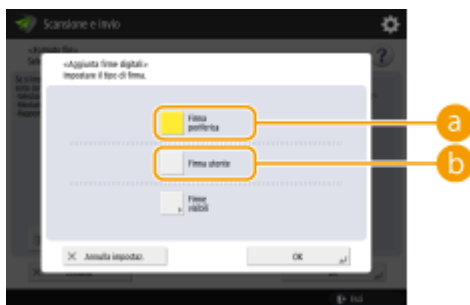 Scansione e invio
?
<Aggiunta firme digitali>
Impostare il tipo di firma.
Firma
periferica
a
Firma utente
b
Firme
visibili
× Annulla impostaz.
OK